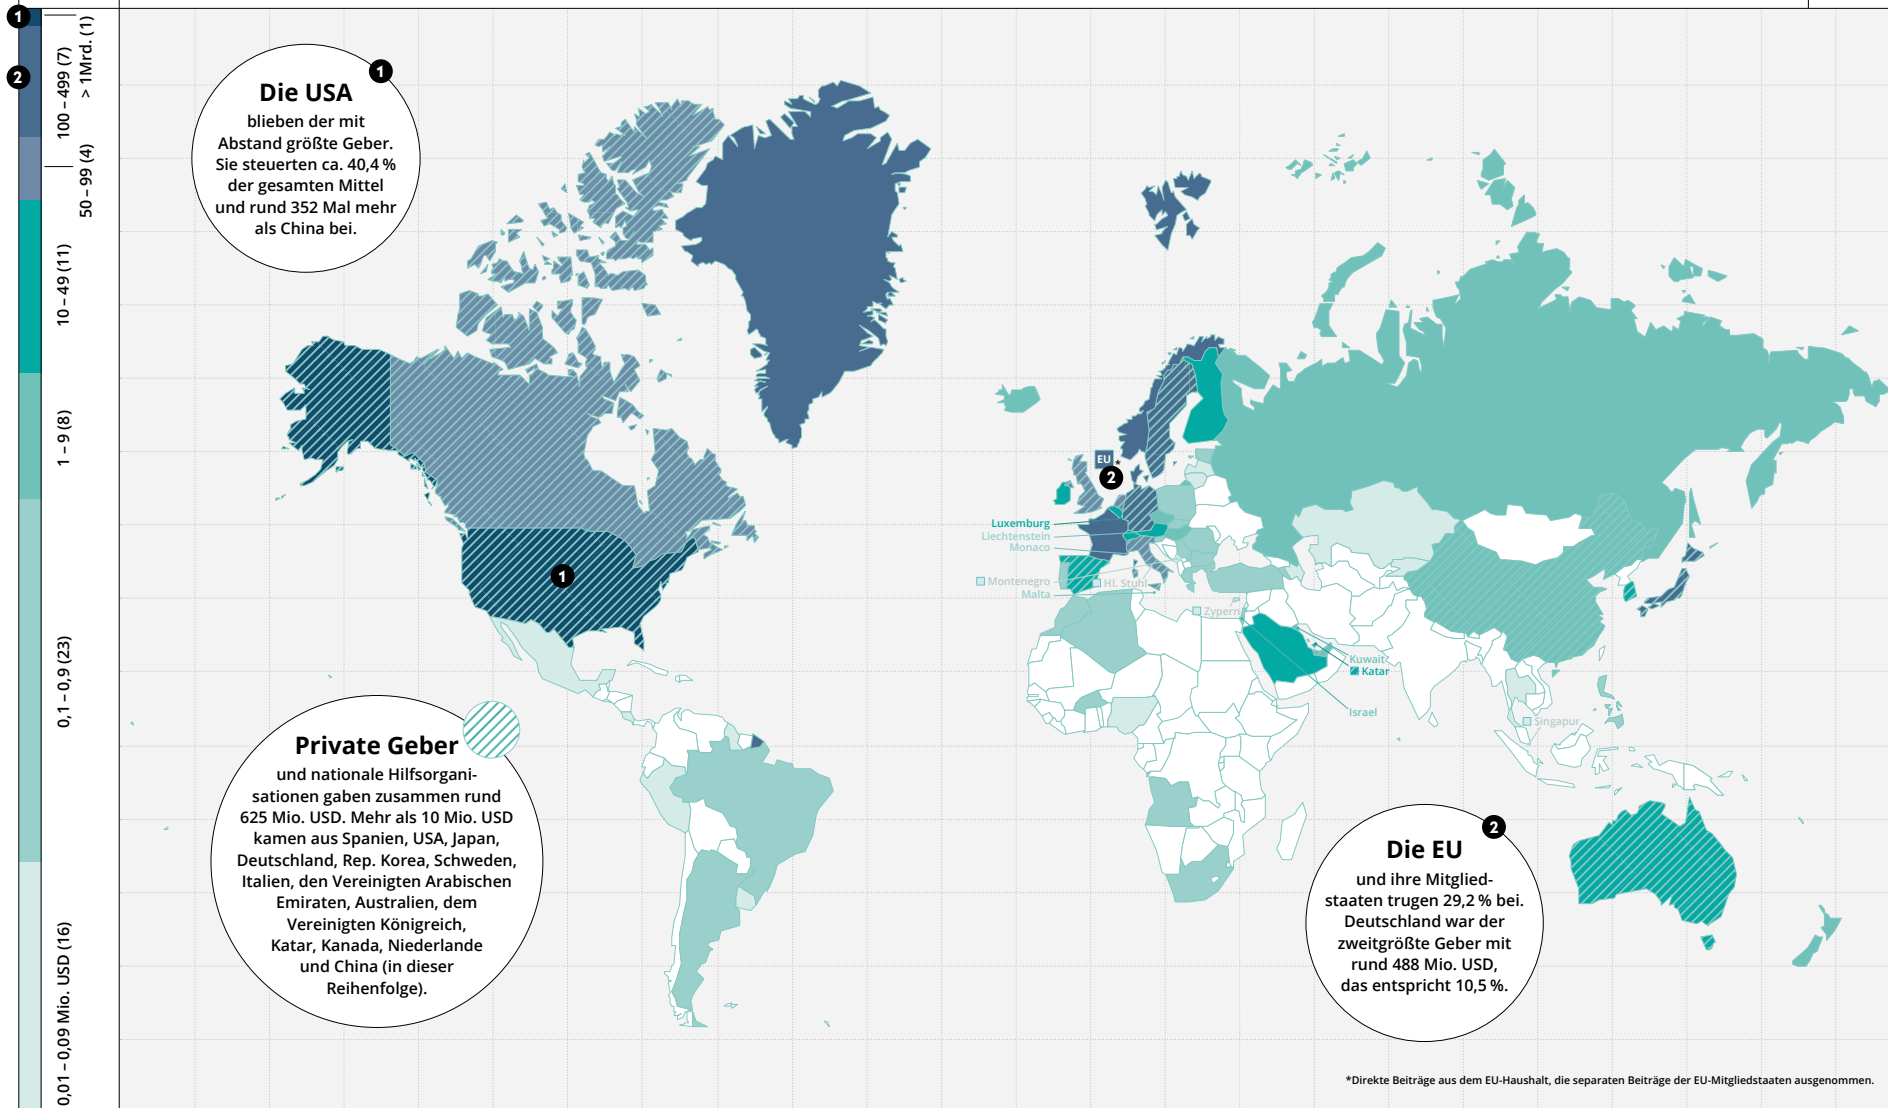 1
2
> 1Mrd. (1)
100 – 499 (7)
50 – 99 (4)
10 – 49 (11)
1 – 9 (8)
0,1 – 0,9 (23)
0,01 – 0,09 Mio. USD (16)
1
Die USA
blieben der mit
Abstand größte Geber.
Sie steuerten ca. 40,4 %
der gesamten Mittel
und rund 352 Mal mehr
als China bei.
1
EU
*
2
Luxemburg
Liechtenstein
Monaco
Montenegro
Hl. Stuhl
Malta
Zypern
Kuwait
Katar
Israel
Singapur
Private Geber
und nationale Hilfsorgani-
sationen gaben zusammen rund
625 Mio. USD. Mehr als 10 Mio. USD
kamen aus Spanien, USA, Japan,
Deutschland, Rep. Korea, Schweden,
Italien, den Vereinigten Arabischen
Emiraten, Australien, dem
Vereinigten Königreich,
Katar, Kanada, Niederlande
und China (in dieser
Reihenfolge).
2
Die EU
und ihre Mitglied-
staaten trugen 29,2 % bei.
Deutschland war der
zweitgrößte Geber mit
rund 488 Mio. USD,
das entspricht 10,5 %.
*Direkte Beiträge aus dem EU-Haushalt, die separaten Beiträge der EU-Mitgliedstaaten ausgenommen.